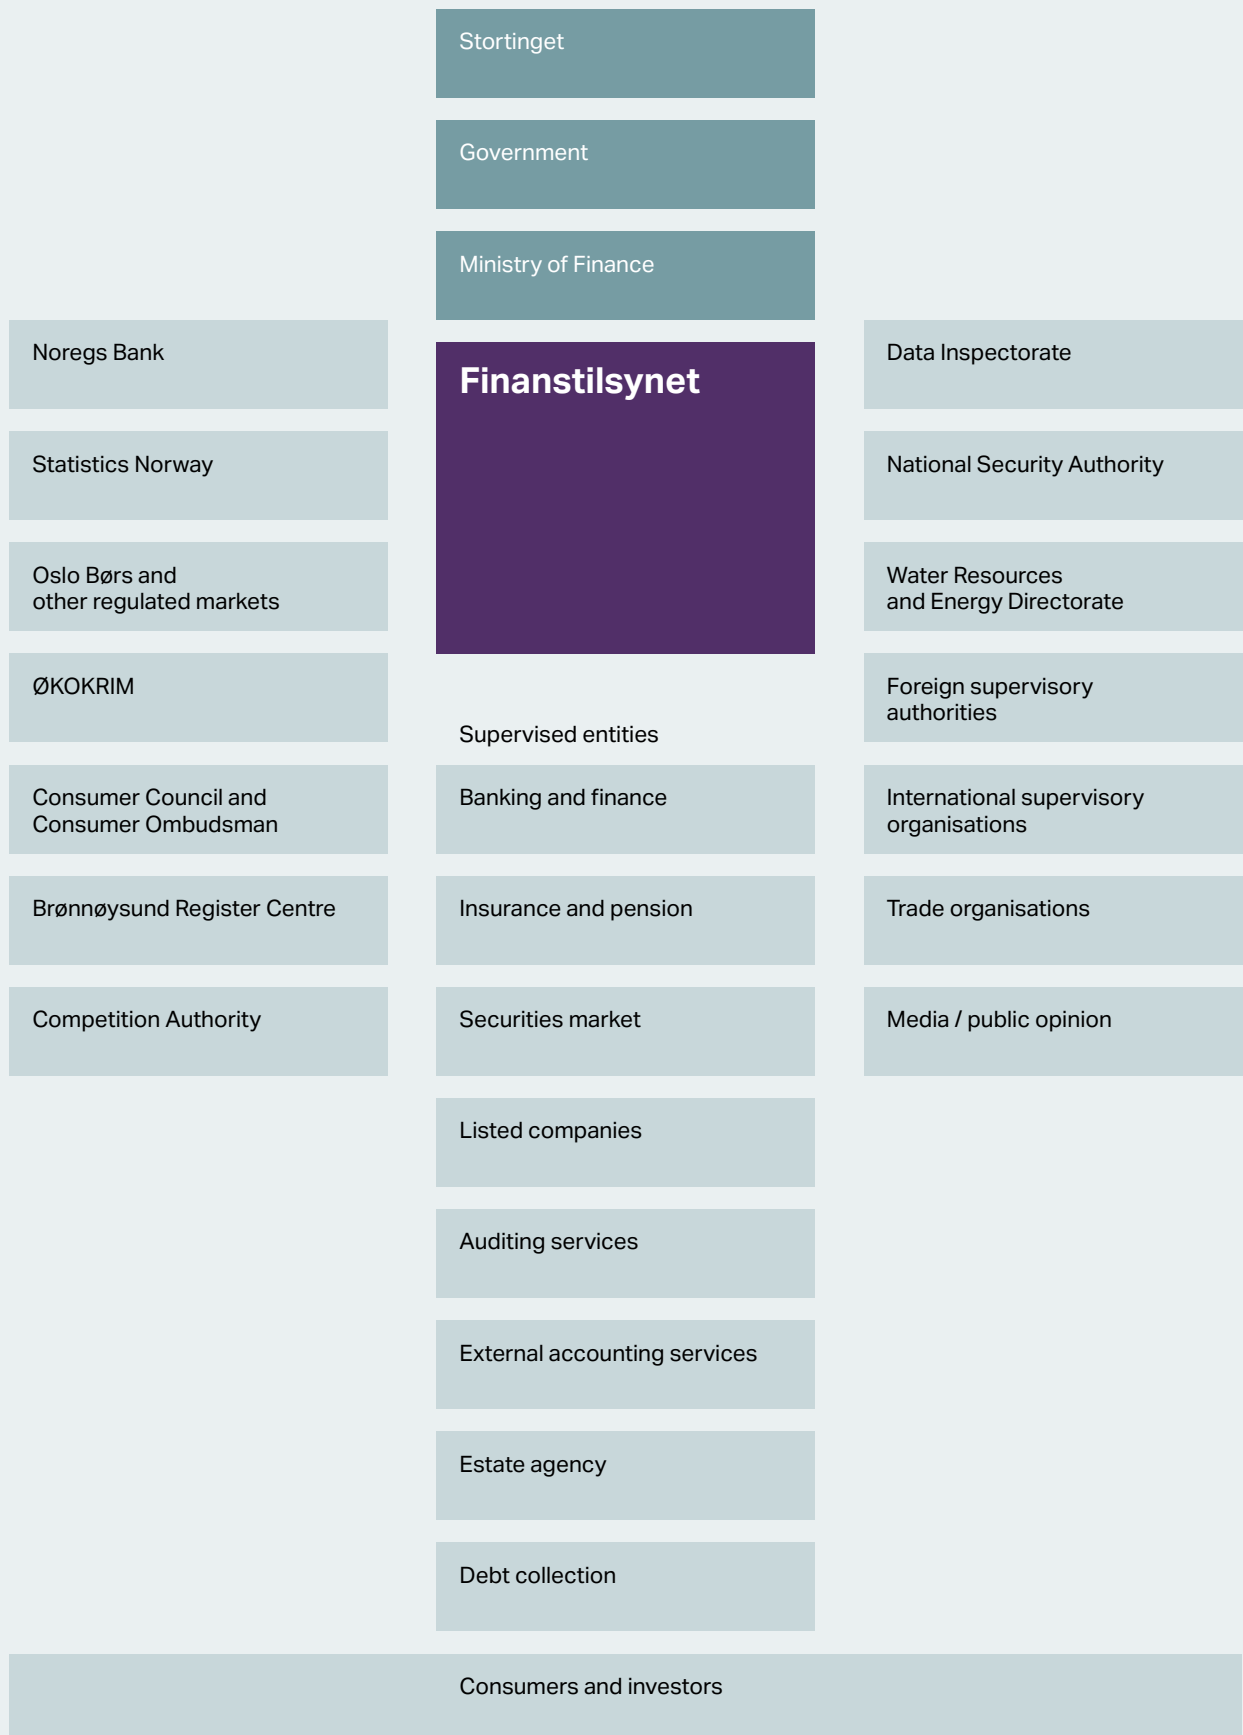 Stortinget
Government
Ministry of Finance
Finanstilsynet
Noregs Bank
Statistics Norway
Oslo Børs and
other regulated markets
ØKOKRIM
Consumer Council and
Consumer Ombudsman
Brønnøysund Register Centre
Competition Authority
Data Inspectorate
National Security Authority
Water Resources
and Energy Directorate
Foreign supervisory
authorities
International supervisory
organisations
Trade organisations
Media / public opinion
Supervised entities
Banking and finance
Insurance and pension
Securities market
Listed companies
Auditing services
External accounting services
Estate agency
Debt collection
Consumers and investors